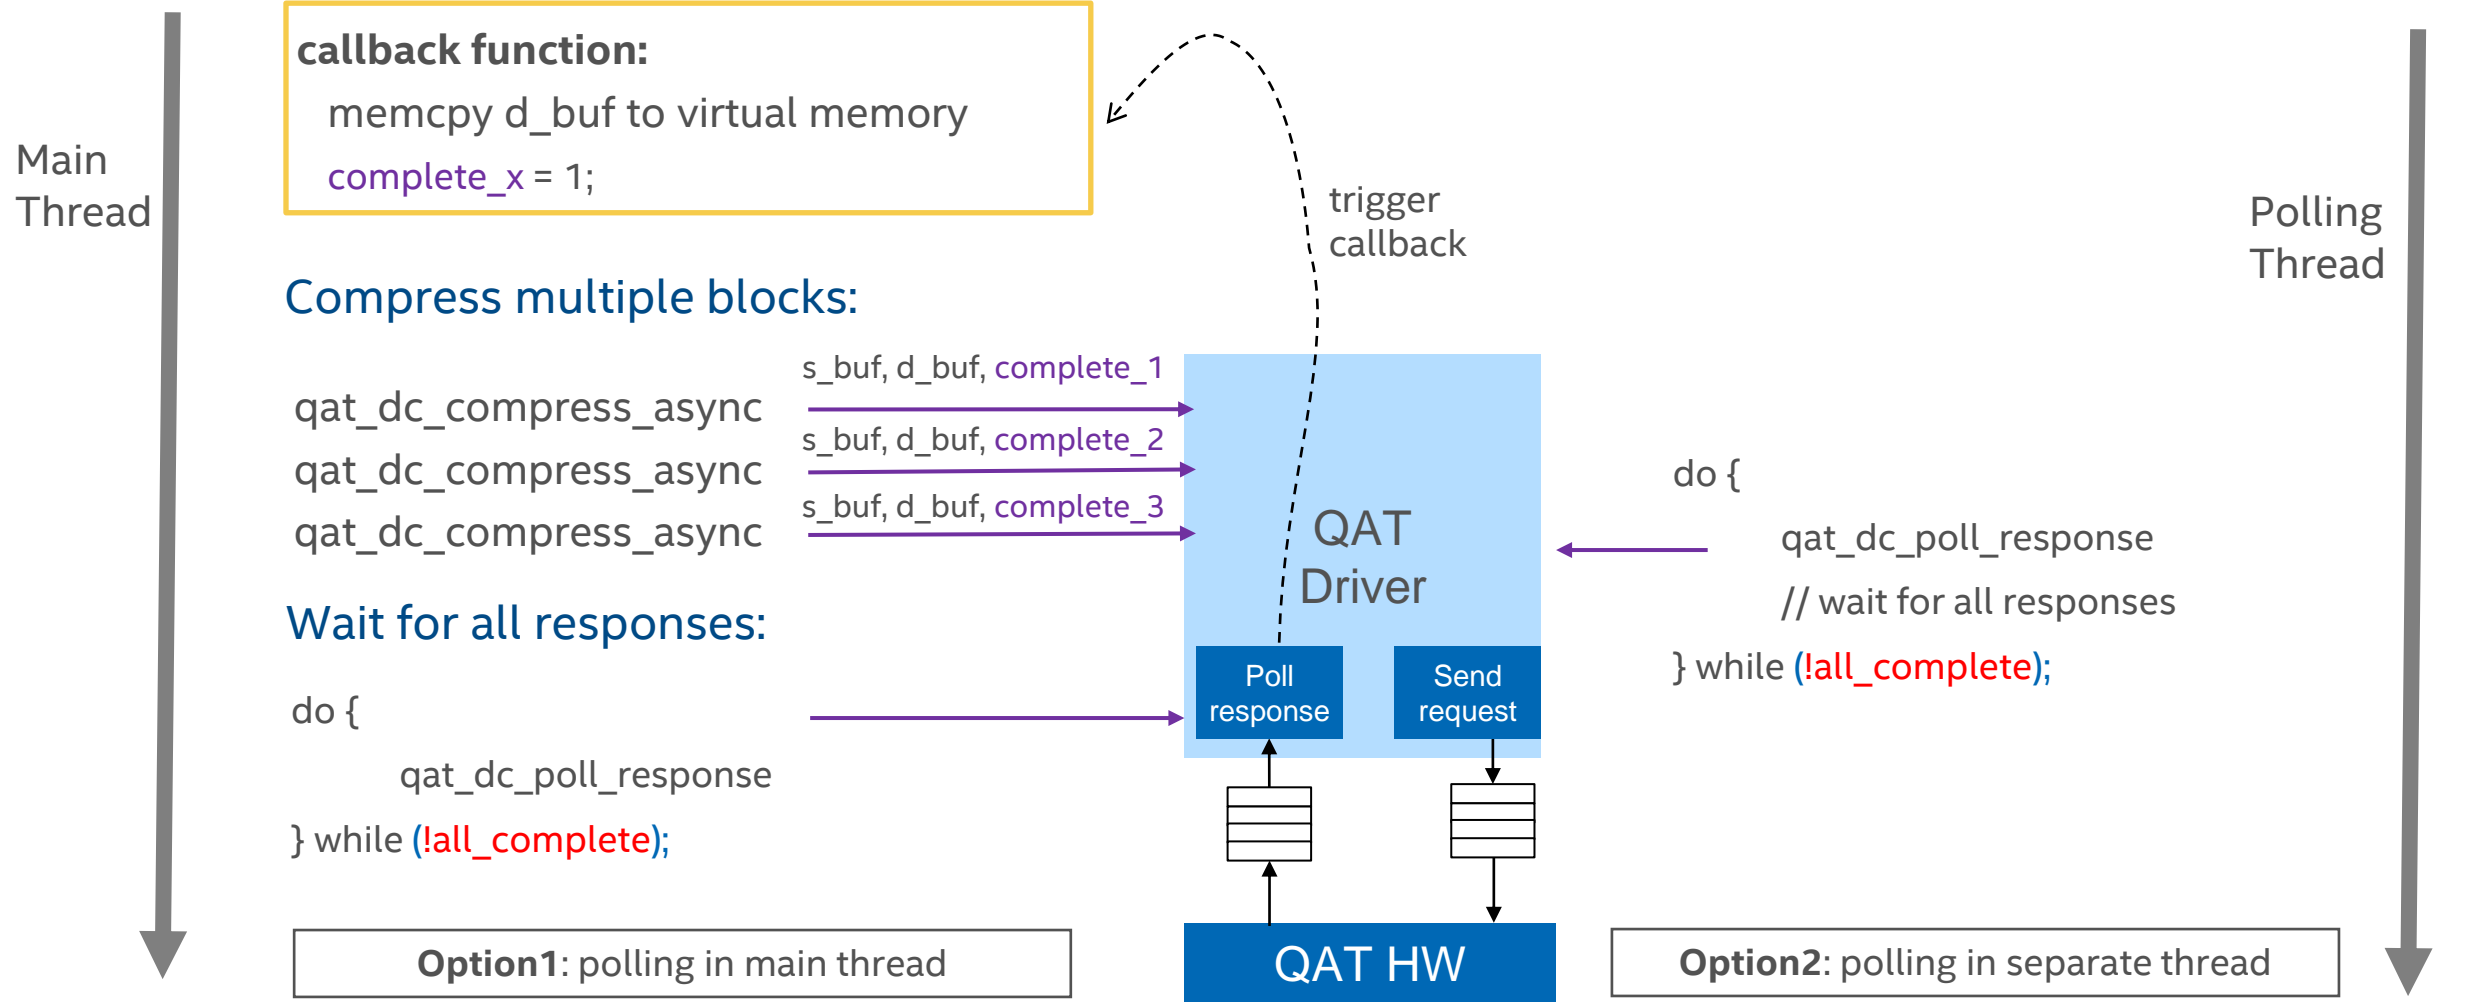 Main
Thread
callback function:
memcpy d_buf to virtual memory
complete_x = 1;
trigger
callback
Polling
Thread
Compress multiple blocks:
s_buf, d_buf, complete_1
qat_dc_compress_async
s_buf, d_buf, complete_2
qat_dc_compress_async
s_buf, d_buf, complete_3
qat_dc_compress_async
QAT
Driver
Wait for all responses:
do {
qat_dc_poll_response
} while (!all_complete);
Poll
response
Send
request
do {
qat_dc_poll_response
// wait for all responses
} while (!all_complete);
Option1: polling in main thread
QAT HW
Option2: polling in separate thread